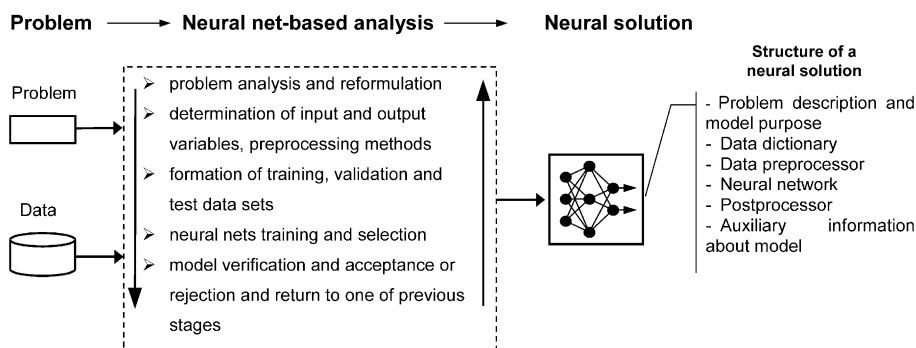 Problem
Neural net-based analysis
Neural solution
Problem
Data
➢ problem analysis and reformulation
➢ determination of input and output
variables, preprocessing methods
➢ formation of training, validation and
test data sets
➢ neural nets training and selection
➢ model verification and acceptance or
rejection and return to one of previous
stages
Structure of a
neural solution
- Problem description and
model purpose
- Data dictionary
- Data preprocessor
- Neural network
- Postprocessor
- Auxiliary information
about model